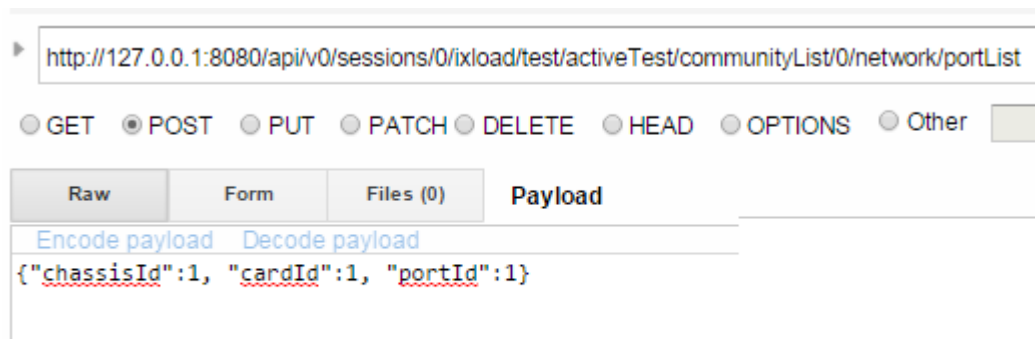 http://127.0.0.1:8080/api/v0/sessions/0/ixload/test/activeTest/communityList/0/network/portList
GET POST PUT PATCH DELETE HEAD OPTIONS Other
Raw Form Files (0) Payload
Encode payload Decode payload
{"chassisId":1, "cardId":1, "portId":1}